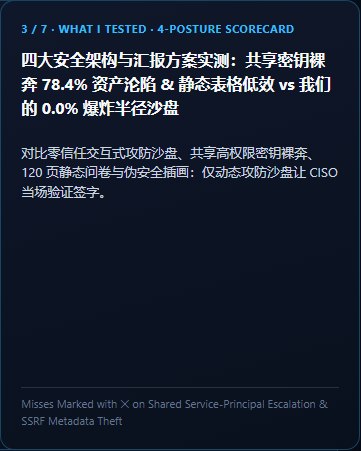 3 / 7 · WHAT I TESTED · 4-POSTURE SCORECARD
四大安全架构与汇报方案实测：共享密钥裸
奔 78.4% 资产沦陷 & 静态表格低效 vs 我们
的 0.0% 爆炸半径沙盘
对比零信任交互式攻防沙盘、共享高权限密钥裸奔、
120 页静态问卷与伪安全插画：仅动态攻防沙盘让 CISO
当场验证签字。
Misses Marked with ✕ on Shared Service-Principal Escalation &
SSRF Metadata Theft